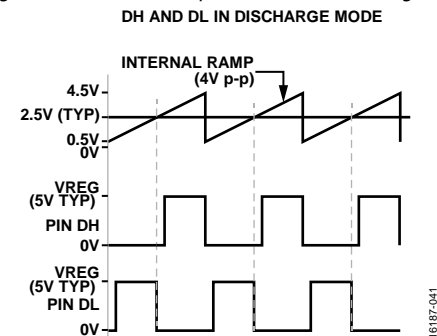 DH AND DL IN DISCHARGE MODE
INTERNAL RAMP
(4V p-p)
4.5V
2.5V (TYP)
0.5V
0V
VREG
(5V TYP)
PIN DH
0V
VREG
(5V TYP)
PIN DL
0V
16187-041